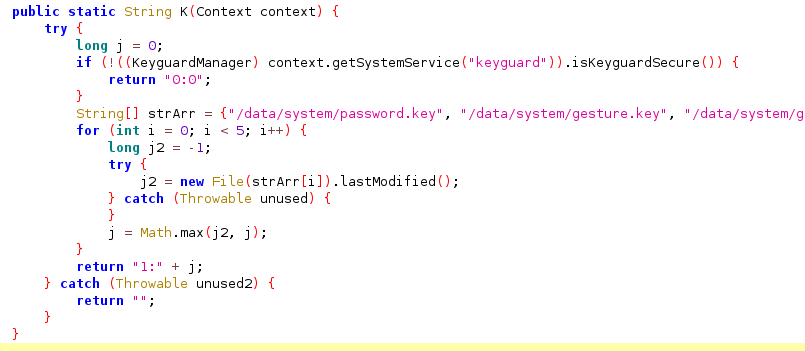 public static String K(Context context) {
    try {
        long j = 0;
        if (!((KeyguardManager) context.getSystemService("keyguard")).isKeyguardSecure()) {
            return "0:0";
        }
        String[] strArr = {"/data/system/password.key", "/data/system/gesture.key", "/data/system/g
        for (int i = 0; i < 5; i++) {
            long j2 = -1;
            try {
                j2 = new File(strArr[i]).lastModified();
            } catch (Throwable unused) {
            }
            j = Math.max(j2, j);
        }
        return "1:" + j;
    } catch (Throwable unused2) {
        return "";
    }
}